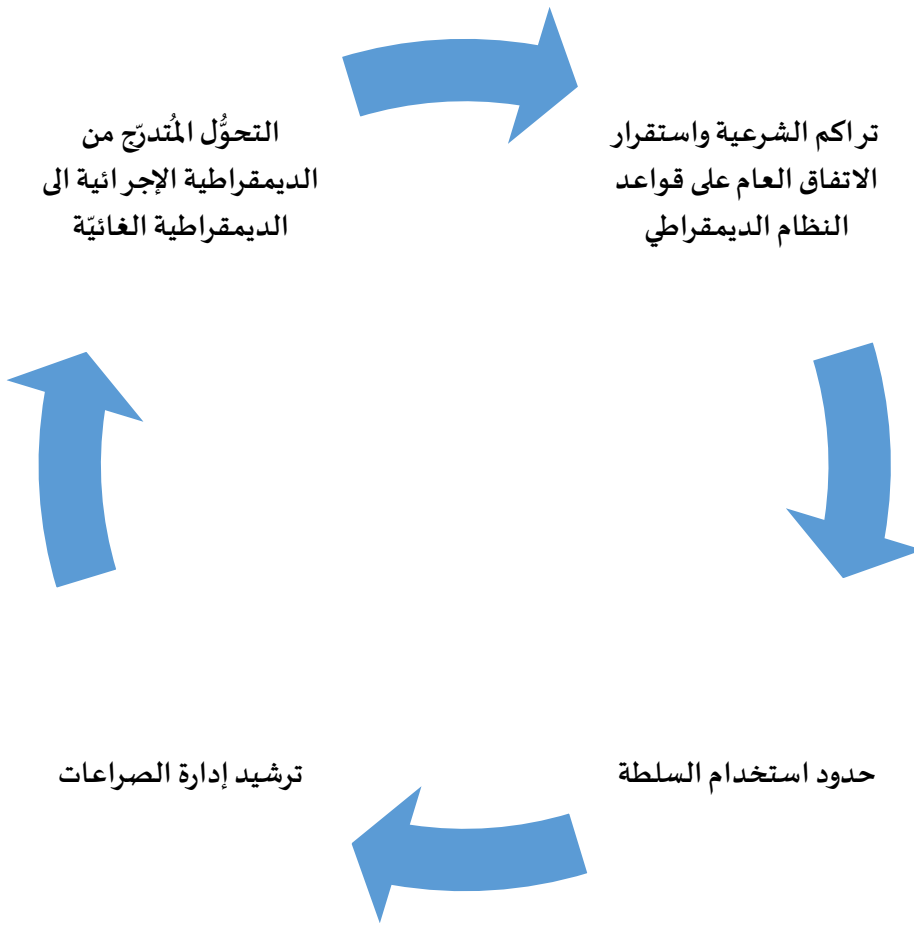 تراكم الشرعية واستقرار
الاتفاق العام على قواعد
النظام الديمقراطي
حدود استخدام السلطة
ترشيد إدارة الصراعات
التحوُّل المُتدرّج من
الديمقراطية الإجرائية الى
الديمقراطية الغائيّة